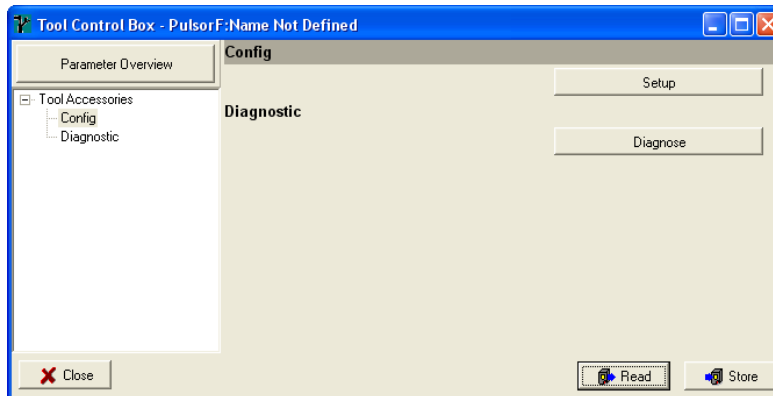 Tool Control Box - PulsorF:Name Not Defined
Parameter Overview
Tool Accessories
Config
Diagnostic
Config
Setup
Diagnostic
Diagnose
Close
Read
Store